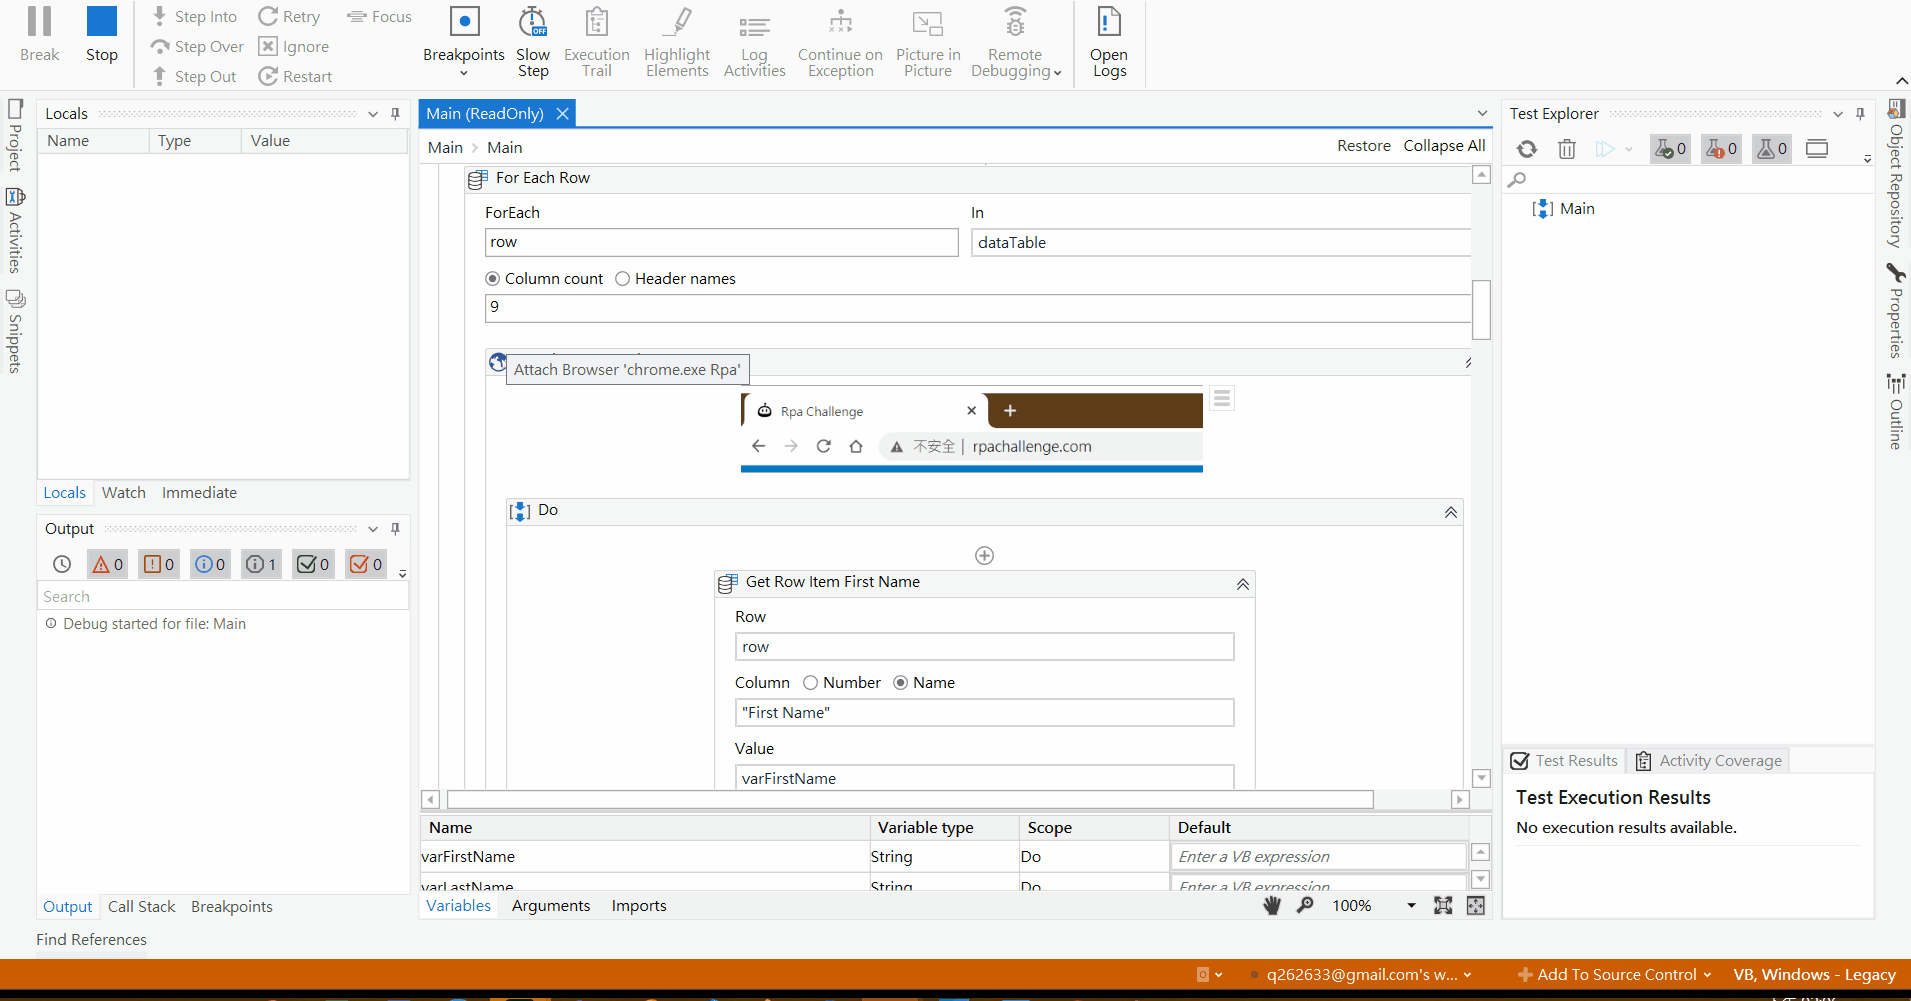 Break
Stop
Step Into
Step Over
Step Out
Retry
Ignore
Restart
Focus
Breakpoints
Slow Step
OFF
Execution Trail
Highlight Elements
Log Activities
Continue on Exception
Picture in Picture
Remote Debugging
Open Logs
Project
Activities
Snippets
Locals
Name Type Value
Locals Watch Immediate
Output
0 0 0 1 0 0
Search
Debug started for file: Main
Output Call Stack Breakpoints
Find References
Main (ReadOnly)
Main > Main
Restore Collapse All
For Each Row
ForEach In
row dataTable
Column count Header names
9
Attach Browser 'chrome.exe Rpa'
Rpa Challenge
不安全 | rpachallenge.com
Do
Get Row Item First Name
Row
row
Column Number Name
"First Name"
Value
varFirstName
Name Variable type Scope Default
varFirstName String Do Enter a VB expression
varLastName String Do Enter a VB expression
Variables Arguments Imports
100%
Test Explorer
0 0 0
Main
Test Results Activity Coverage
Test Execution Results
No execution results available.
Object Repository
Properties
Outline
0
q262633@gmail.com's w...
Add To Source Control
VB, Windows - Legacy